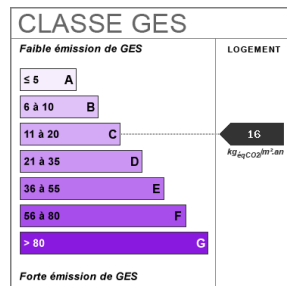 CLASSE GES
Faible émission de GES
LOGEMENT
≤ 5 A
6 à 10 B
11 à 20 C
16
kgéqCO2/m².an
21 à 35 D
36 à 55 E
56 à 80 F
> 80 G
Forte émission de GES